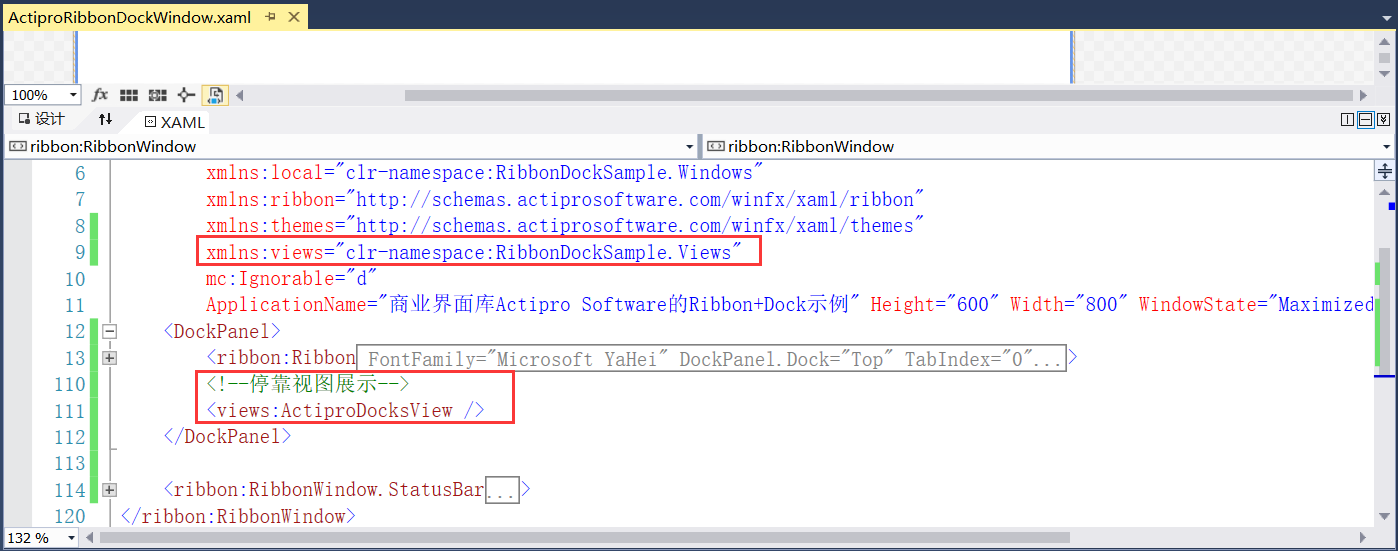 ActiproRibbonDockWindow.xaml
100%
fx
设计
XAML
ribbon:RibbonWindow
ribbon:RibbonWindow
6 xmlns:local="clr-namespace:RibbonDockSample.Windows"
7 xmlns:ribbon="http://schemas.actiprosoftware.com/winfx/xaml/ribbon"
8 xmlns:themes="http://schemas.actiprosoftware.com/winfx/xaml/themes"
9 xmlns:views="clr-namespace:RibbonDockSample.Views"
10 mc:Ignorable="d"
11 ApplicationName="商业界面库Actipro Software的Ribbon+Dock示例" Height="600" Width="800" WindowState="Maximized
12 <DockPanel>
13 <ribbon:Ribbon FontFamily="Microsoft YaHei" DockPanel.Dock="Top" TabIndex="0"...>
110 <!--停靠视图展示-->
111 <views:ActiproDocksView />
112 </DockPanel>
113
114 <ribbon:RibbonWindow.StatusBar...>
120 </ribbon:RibbonWindow>
132 %